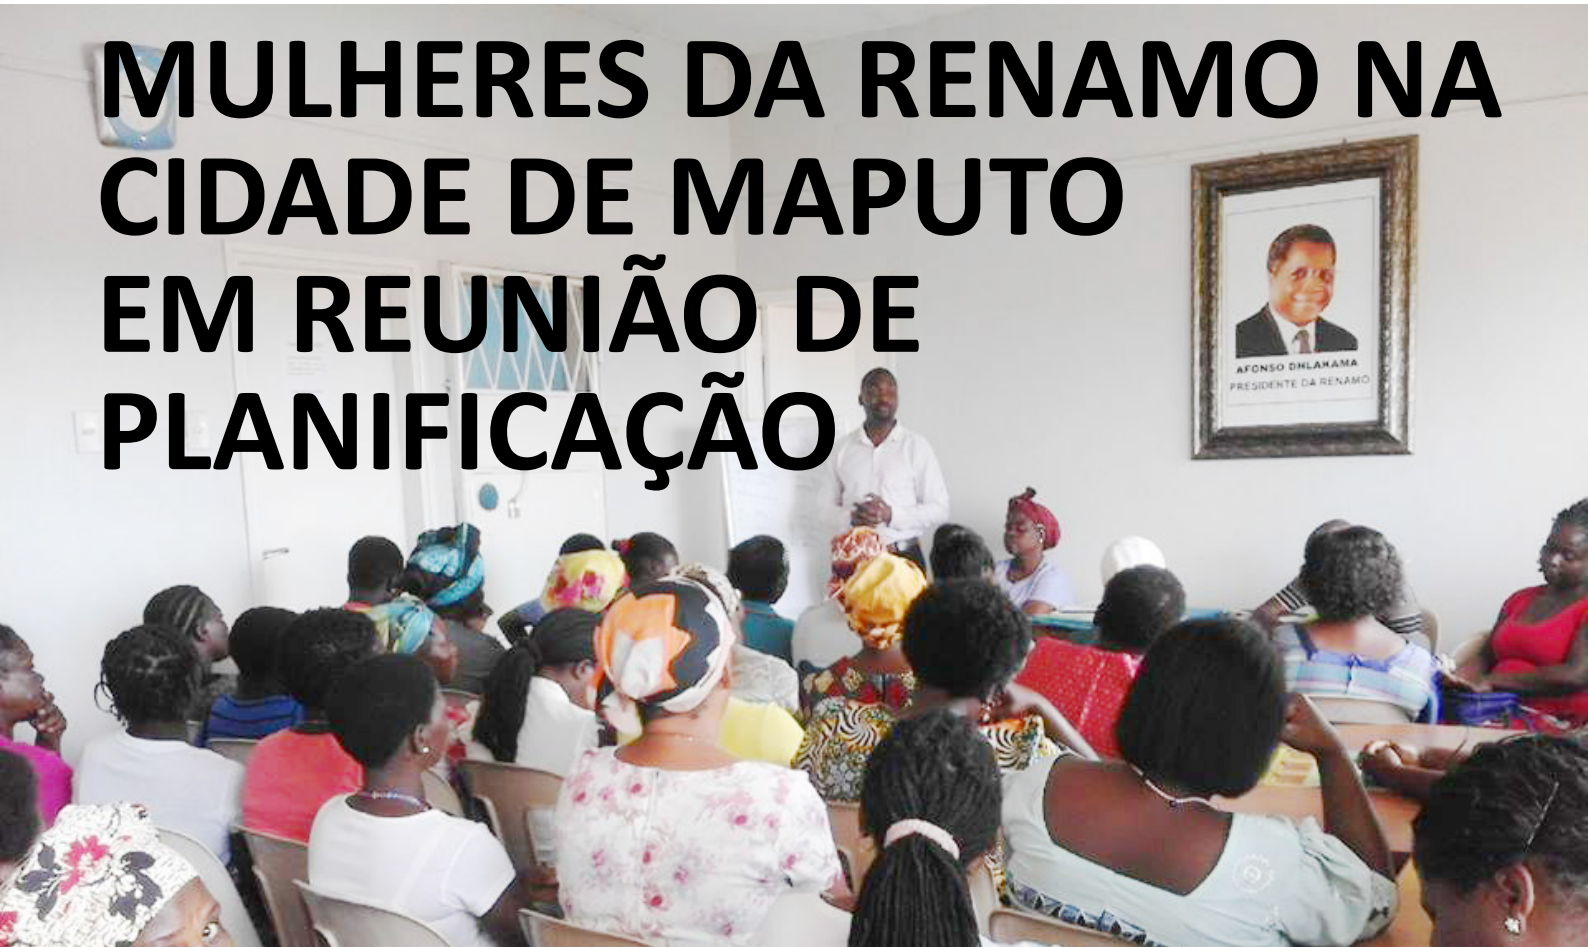 MULHERES DA RENAMO NA
CIDADE DE MAPUTO
EM REUNIÃO DE
PLANIFICAÇÃO
AFONSO DHLAKAMA
PRESIDENTE DA RENAMO